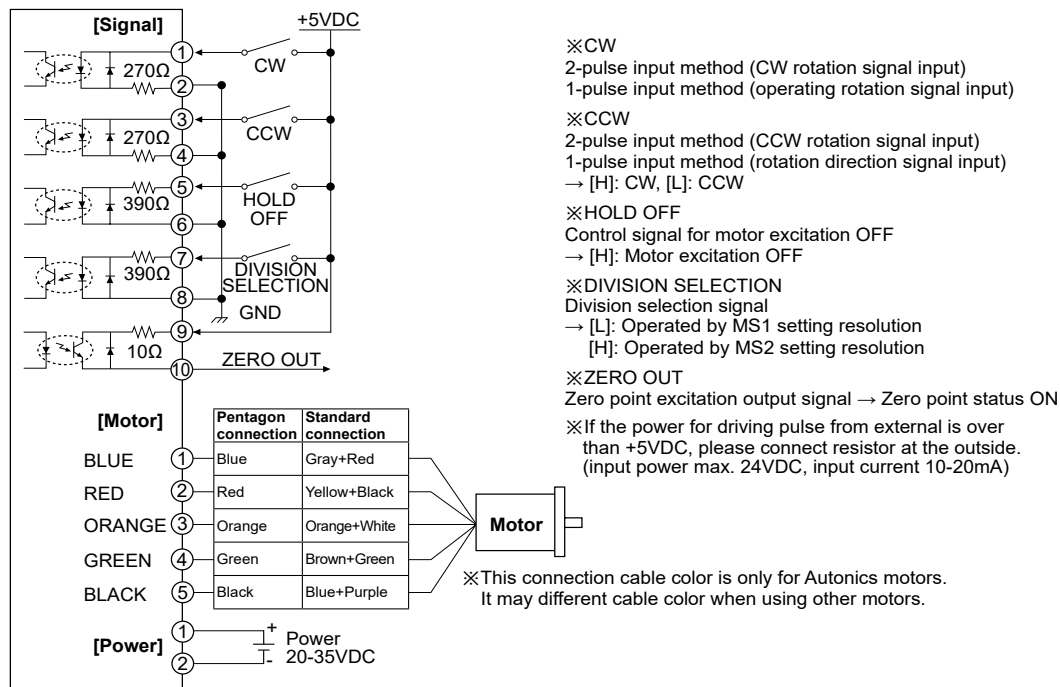 [Signal]
+5VDC
1
270Ω
CW
2
3
270Ω
CCW
4
5
390Ω
HOLD
OFF
6
7
390Ω
DIVISION
SELECTION
8
GND
9
10Ω
ZERO OUT
10
※CW
2-pulse input method (CW rotation signal input)
1-pulse input method (operating rotation signal input)
※CCW
2-pulse input method (CCW rotation signal input)
1-pulse input method (rotation direction signal input)
→ [H]: CW, [L]: CCW
※HOLD OFF
Control signal for motor excitation OFF
→ [H]: Motor excitation OFF
※DIVISION SELECTION
Division selection signal
→ [L]: Operated by MS1 setting resolution
[H]: Operated by MS2 setting resolution
※ZERO OUT
Zero point excitation output signal → Zero point status ON
※If the power for driving pulse from external is over
than +5VDC, please connect resistor at the outside.
(input power max. 24VDC, input current 10-20mA)
[Motor]
Pentagon connection Standard connection
BLUE 1 Blue Gray+Red
RED 2 Red Yellow+Black
ORANGE 3 Orange Orange+White
GREEN 4 Green Brown+Green
BLACK 5 Black Blue+Purple
Motor
※This connection cable color is only for Autonics motors.
It may different cable color when using other motors.
[Power]
1
+
Power
20-35VDC
2
-